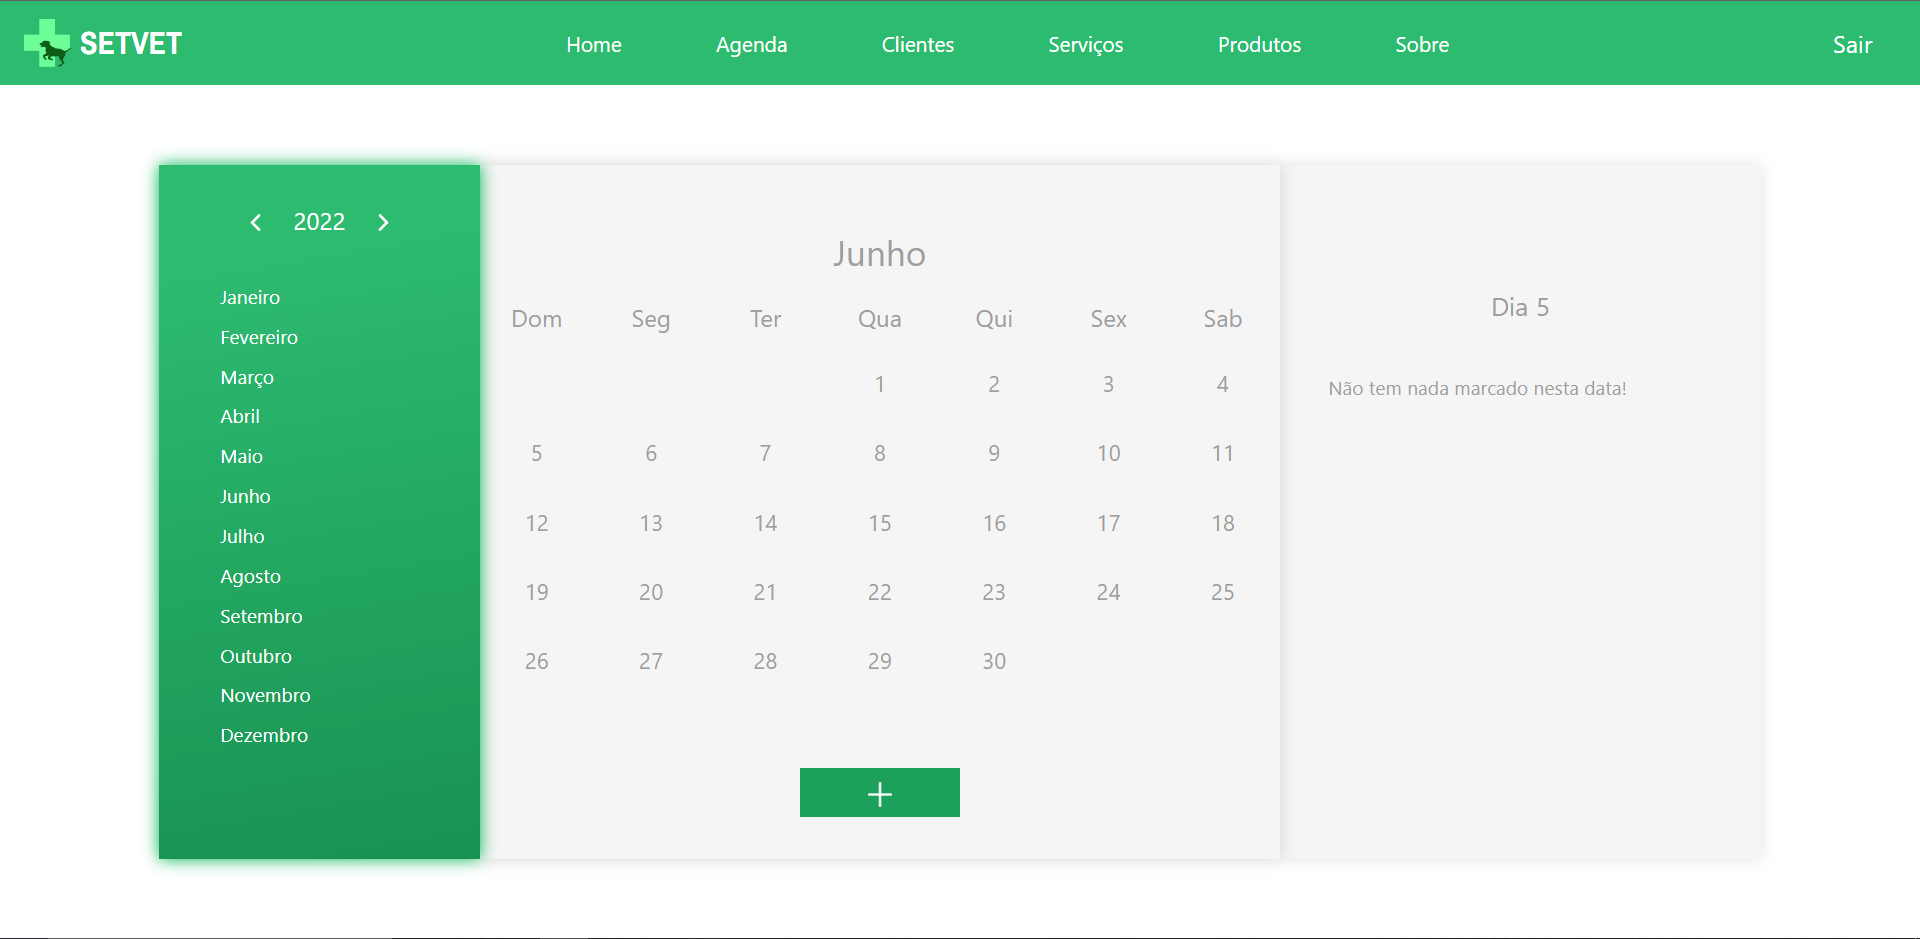 SETVET
Home Agenda Clientes Serviços Produtos Sobre Sair
2022
Janeiro
Fevereiro
Março
Abril
Maio
Junho
Julho
Agosto
Setembro
Outubro
Novembro
Dezembro
Junho
Dom Seg Ter Qua Qui Sex Sab
1 2 3 4
5 6 7 8 9 10 11
12 13 14 15 16 17 18
19 20 21 22 23 24 25
26 27 28 29 30
Dia 5
Não tem nada marcado nesta data!